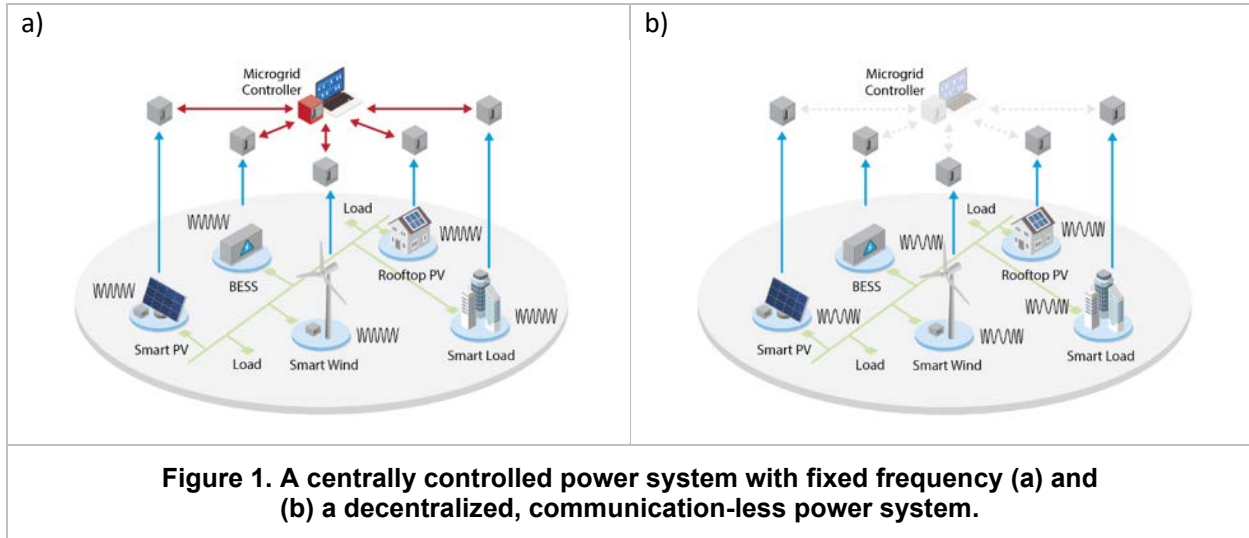 a)
Microgrid
Controller
Load
BESS
Rooftop PV
Smart PV
Load
Smart Wind
Smart Load
b)
Microgrid
Controller
Load
BESS
Rooftop PV
Smart PV
Load
Smart Wind
Smart Load
Figure 1. A centrally controlled power system with fixed frequency (a) and
(b) a decentralized, communication-less power system.